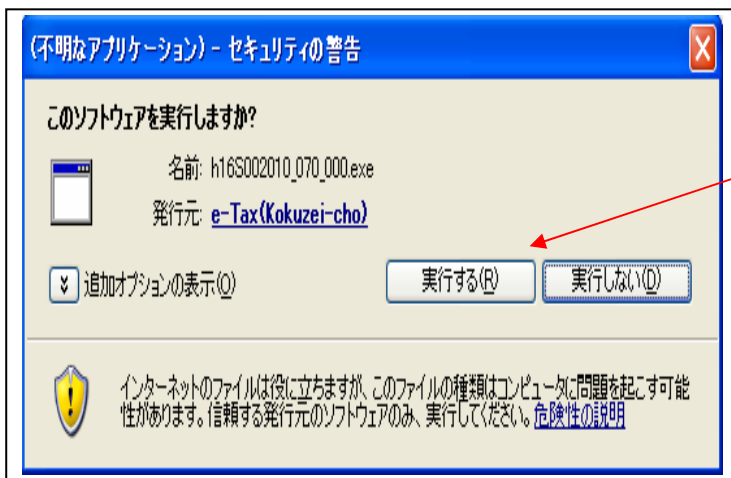 (不明なアプリケーション) - セキュリティの警告
このソフトウェアを実行しますか?
名前: h16S002010_070_000.exe
発行元: e-Tax(Kokuzei-cho)
追加オプションの表示(O)
実行する(R)
実行しない(D)
インターネットのファイルは役に立ちますが、このファイルの種類はコンピュータに問題を起こす可能
性があります。信頼する発行元のソフトウェアのみ、実行してください。危険性の説明